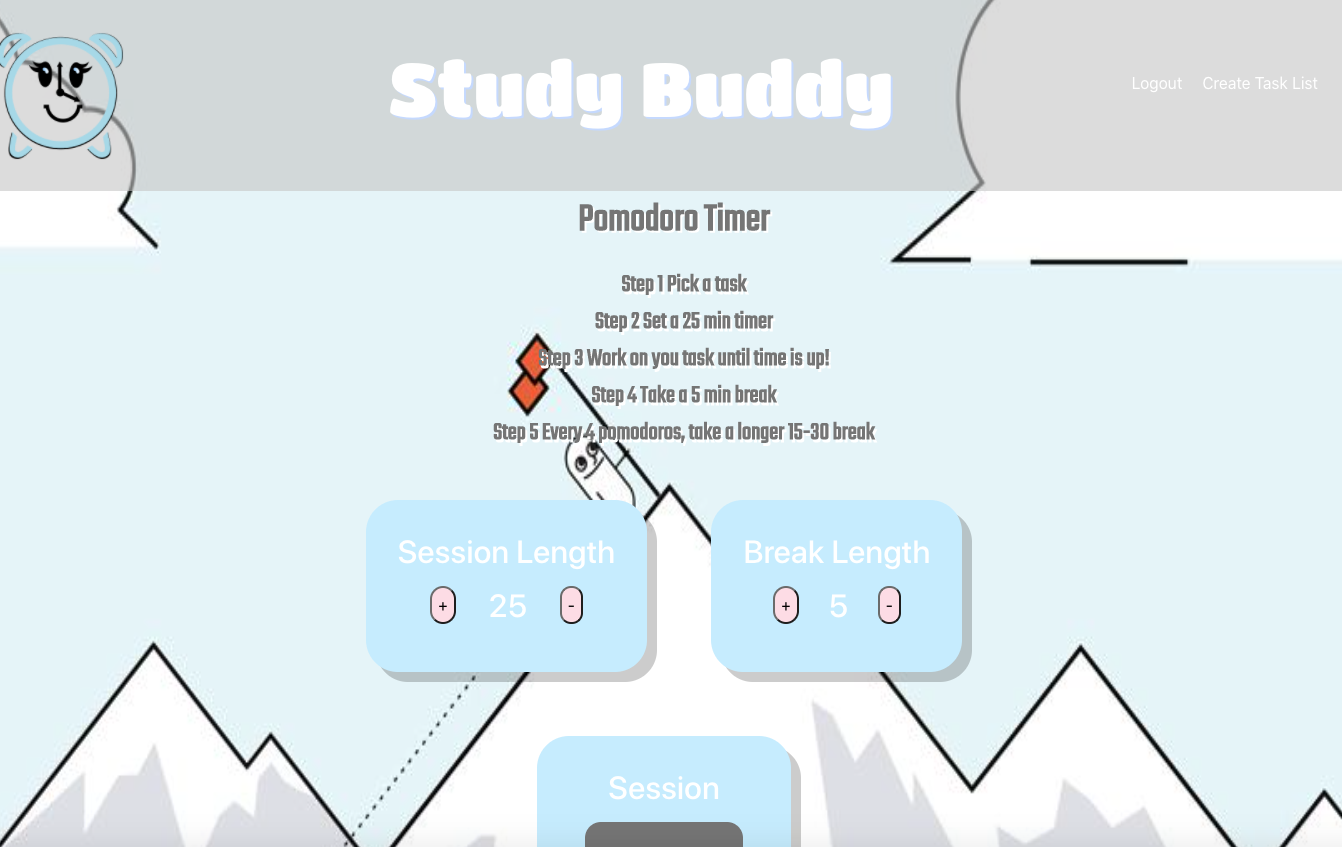 Study Buddy
Logout Create Task List
Pomodoro Timer
Step 1 Pick a task
Step 2 Set a 25 min timer
Step 3 Work on you task until time is up!
Step 4 Take a 5 min break
Step 5 Every 4 pomodoros, take a longer 15-30 break
Session Length
+ 25 -
Break Length
+ 5 -
Session